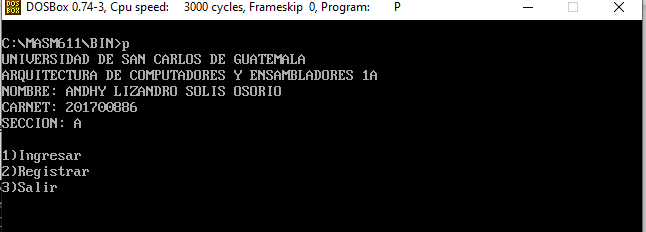 DOSBox 0.74-3, Cpu speed: 3000 cycles, Frameskip 0, Program: P
C:\MASM611\BIN>p
UNIVERSIDAD DE SAN CARLOS DE GUATEMALA
ARQUITECTURA DE COMPUTADORES Y ENSAMBLADORES 1A
NOMBRE: ANDHY LIZANDRO SOLIS OSORIO
CARNET: 201700886
SECCION: A
1)Ingresar
2)Registrar
3)Salir